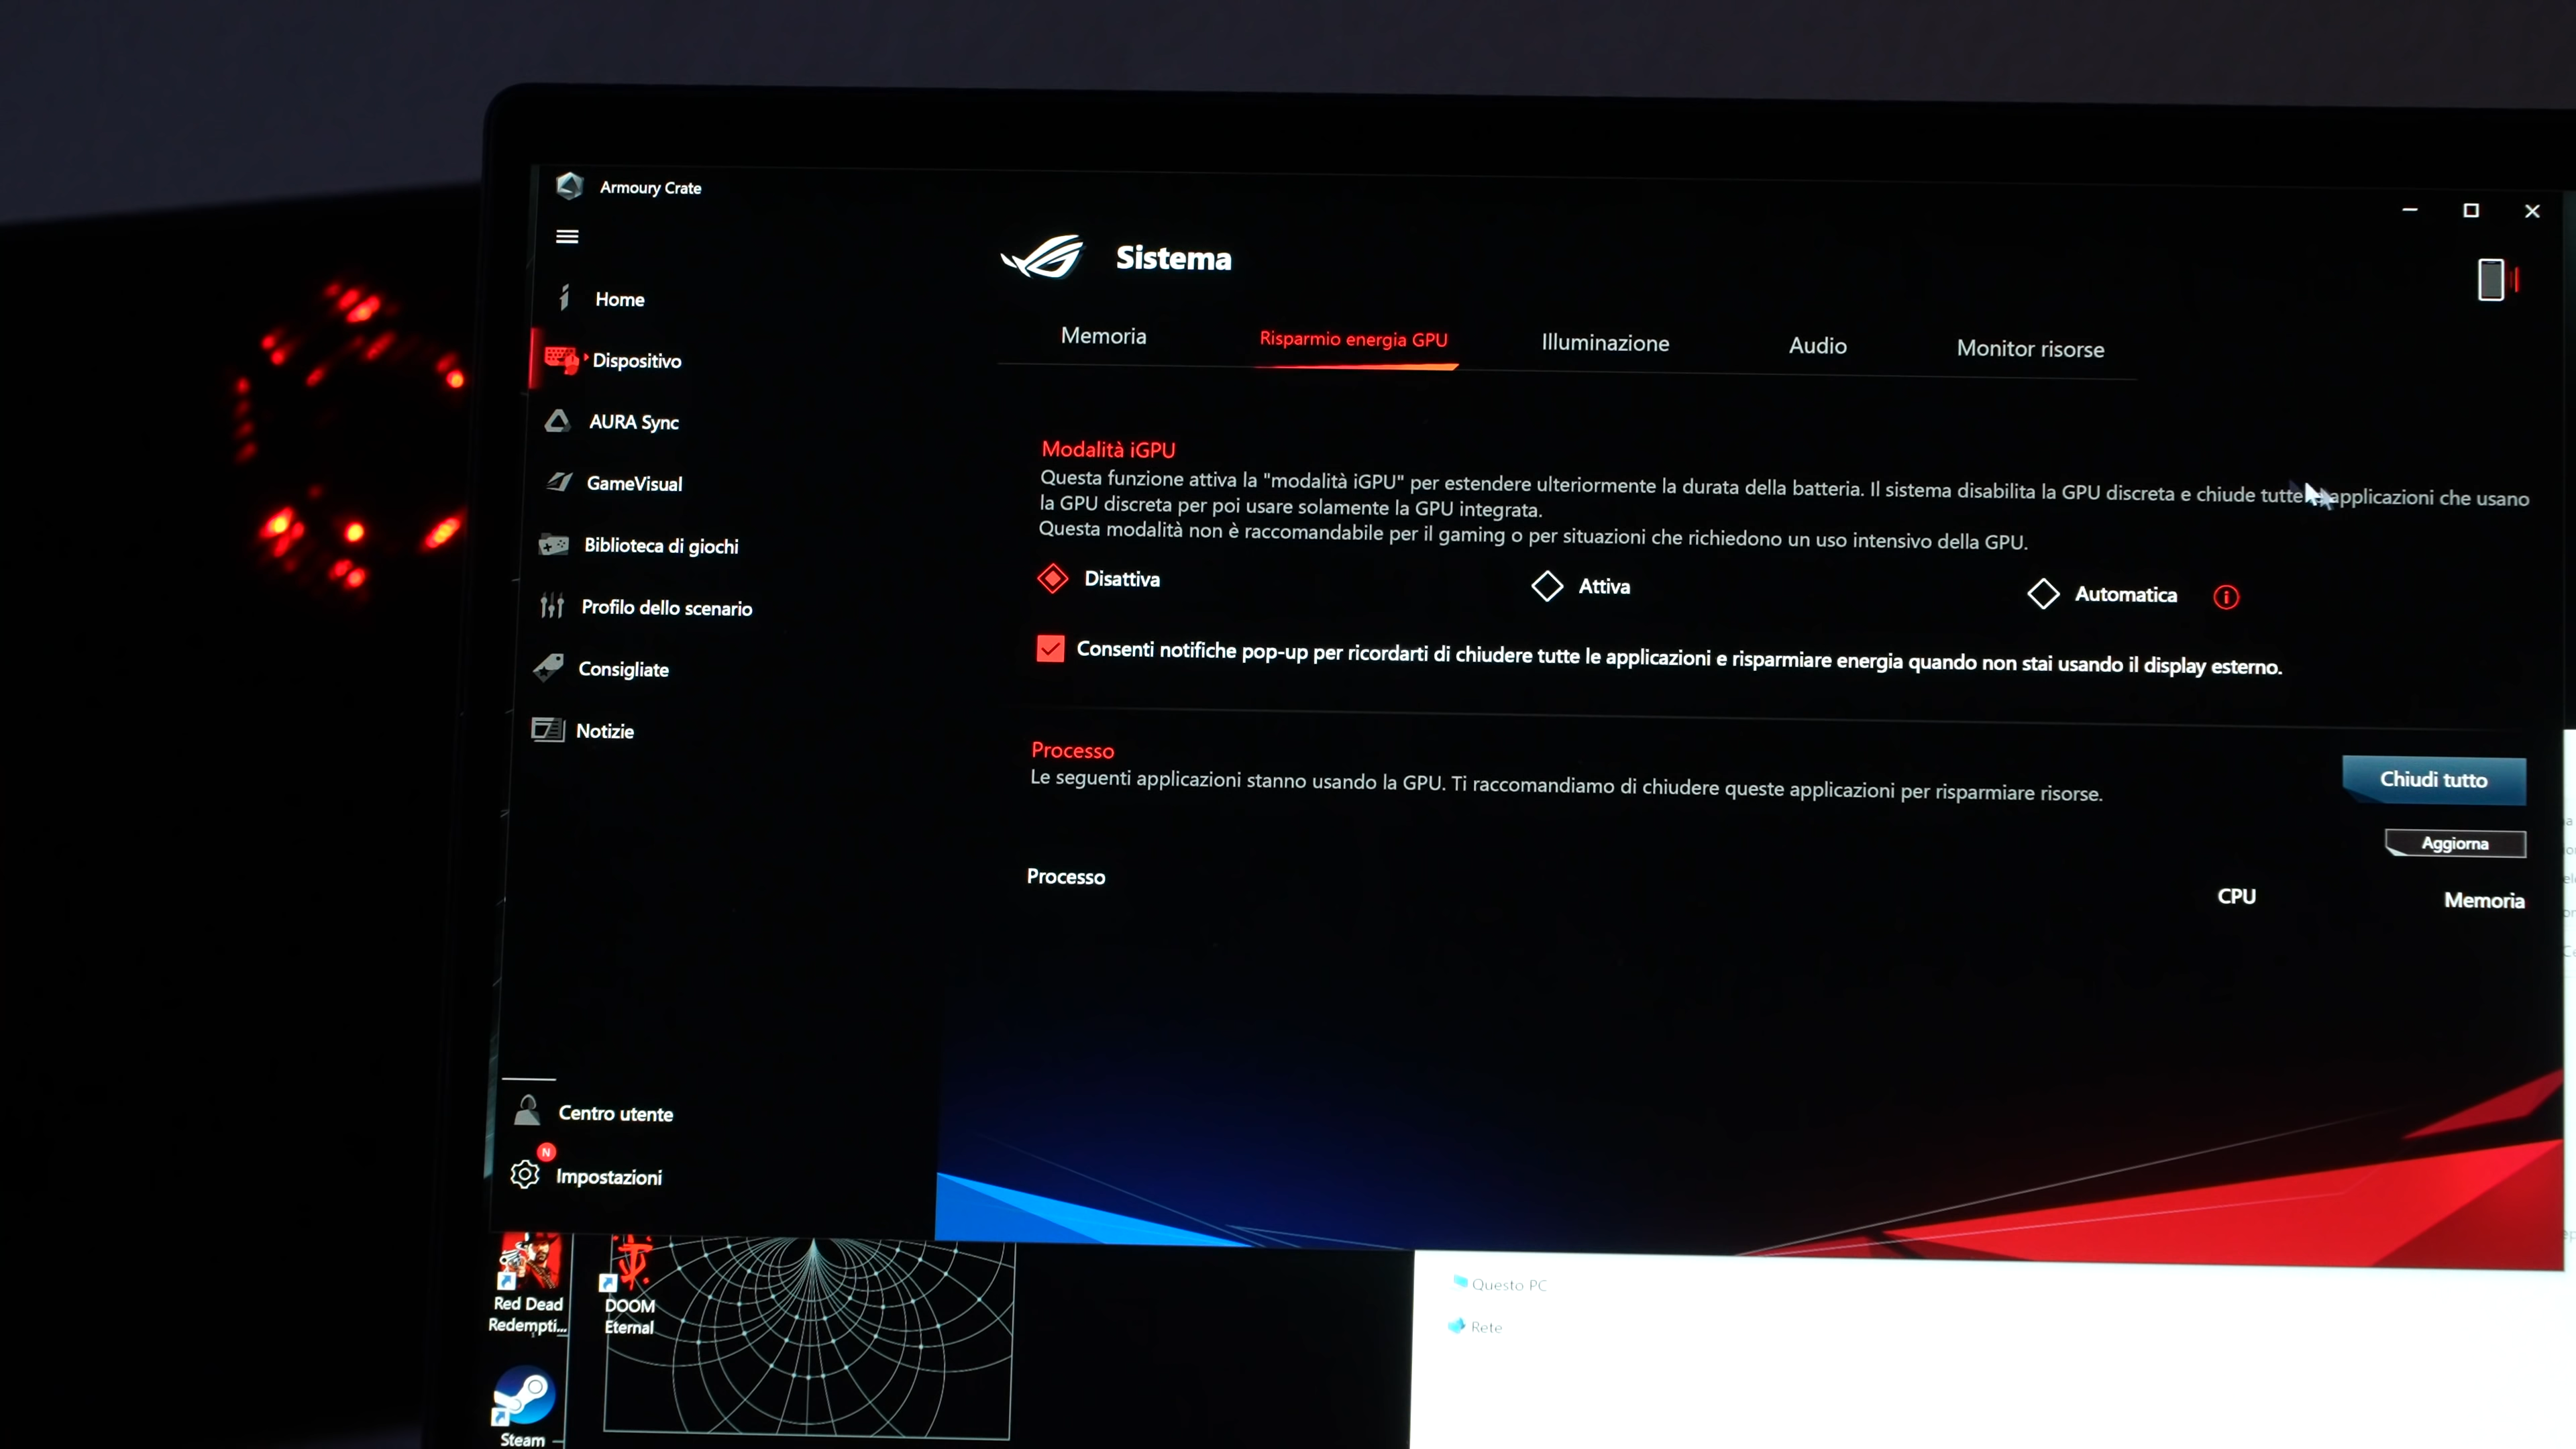 Armoury Crate
Home
Dispositivo
AURA Sync
GameVisual
Biblioteca di giochi
Profilo dello scenario
Consigliate
Notizie
Centro utente
N
Impostazioni
Sistema
Memoria
Risparmio energia GPU
Illuminazione
Audio
Monitor risorse
Modalità iGPU
Questa funzione attiva la "modalità iGPU" per estendere ulteriormente la durata della batteria. Il sistema disabilita la GPU discreta e chiude tutte applicazioni che usano
la GPU discreta per poi usare solamente la GPU integrata.
Questa modalità non è raccomandabile per il gaming o per situazioni che richiedono un uso intensivo della GPU.
Disattiva
Attiva
Automatica
Consenti notifiche pop-up per ricordarti di chiudere tutte le applicazioni e risparmiare energia quando non stai usando il display esterno.
Processo
Le seguenti applicazioni stanno usando la GPU. Ti raccomandiamo di chiudere queste applicazioni per risparmiare risorse.
Chiudi tutto
Aggiorna
Processo
CPU
Memoria
Red Dead
Redempti...
DOOM
Eternal
Steam
Questo PC
Rete